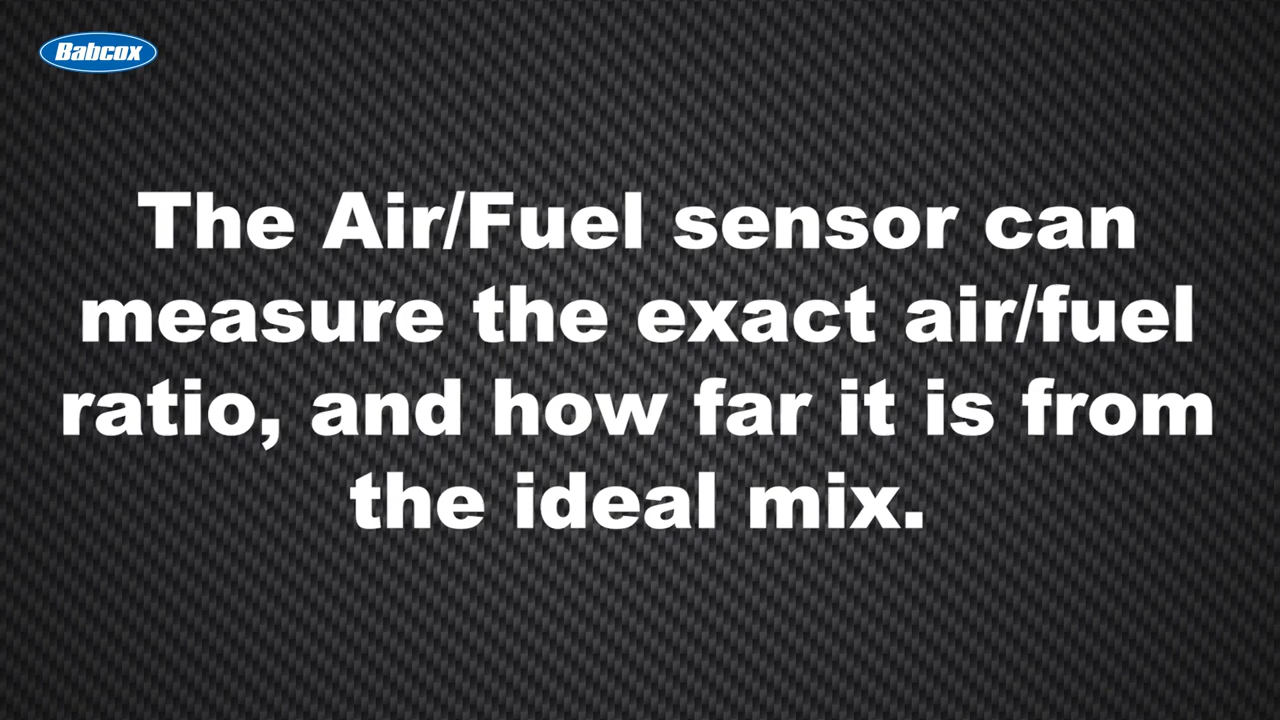 Babcox
The Air/Fuel sensor can
measure the exact air/fuel
ratio, and how far it is from
the ideal mix.